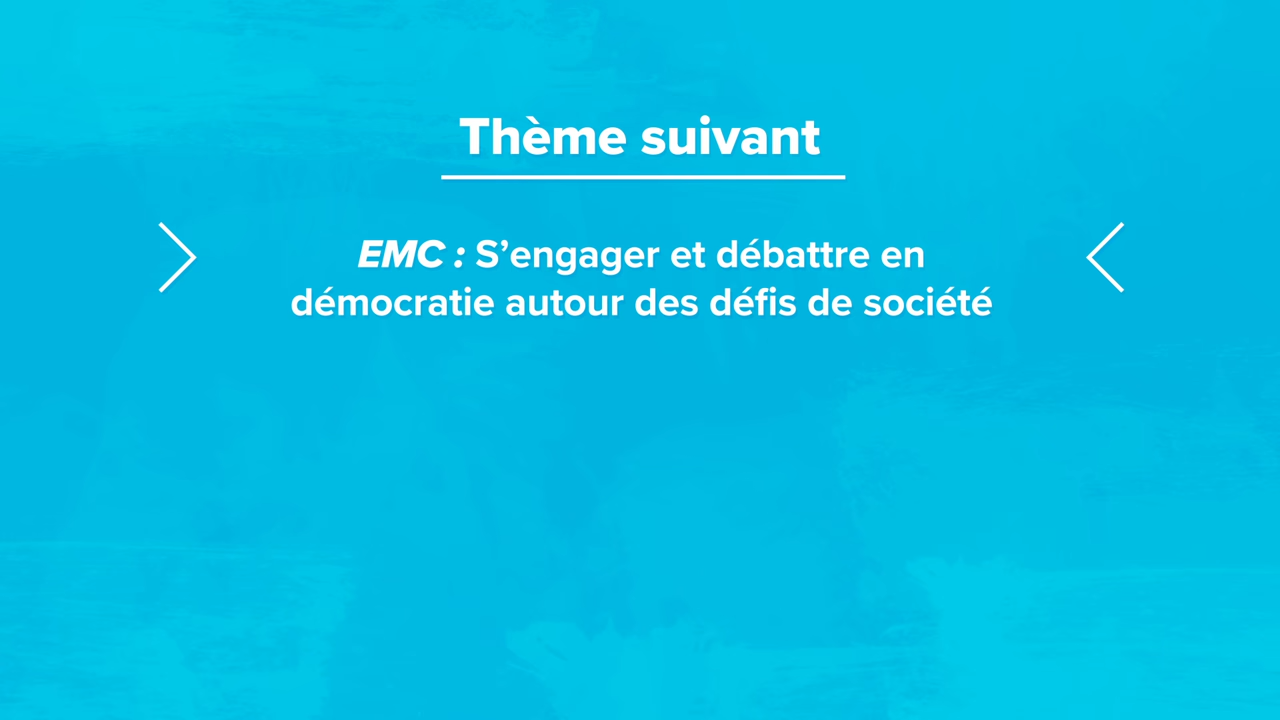 Thème suivant
EMC : S’engager et débattre en
démocratie autour des défis de société